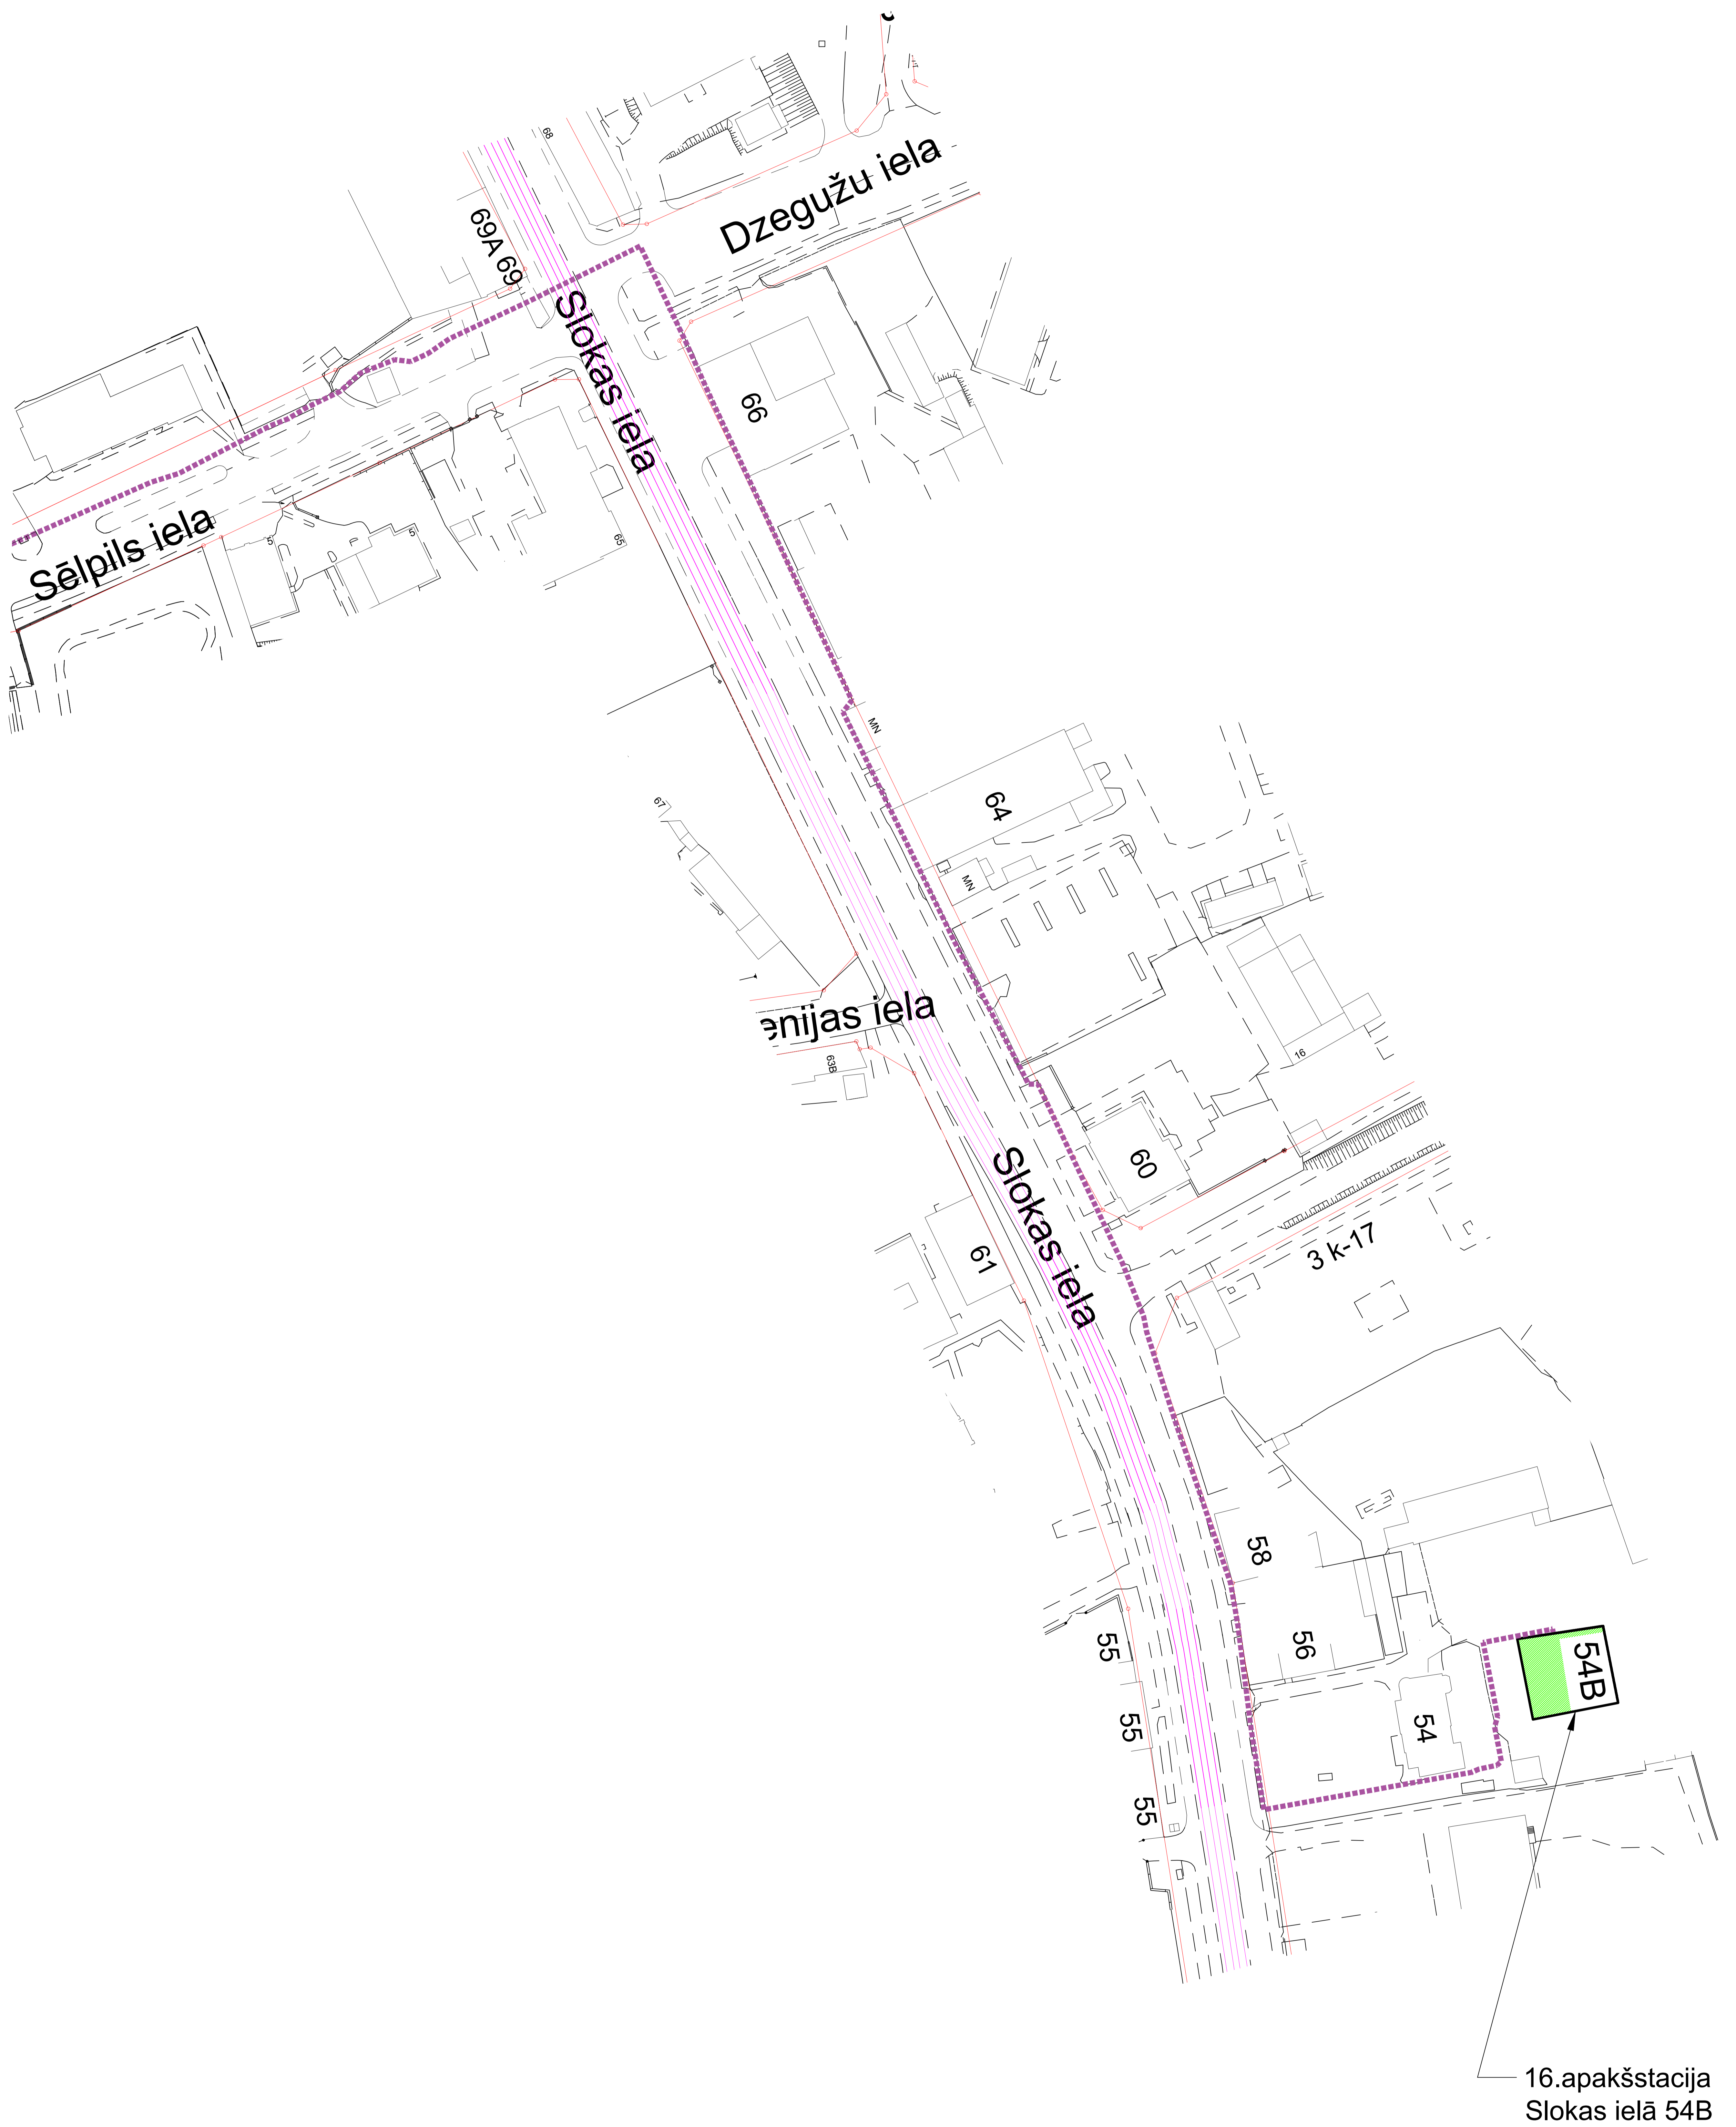 68
Dzegužu iela
69A 69
Slokas iela
66
Sēlpils iela
5
5
65
MN
64
67
MN
enijas iela
63B
16
60
Slokas iela
61
3 k-17
58
56
55
54B
55
54
55
16.apakšstacija
Slokas ielā 54B